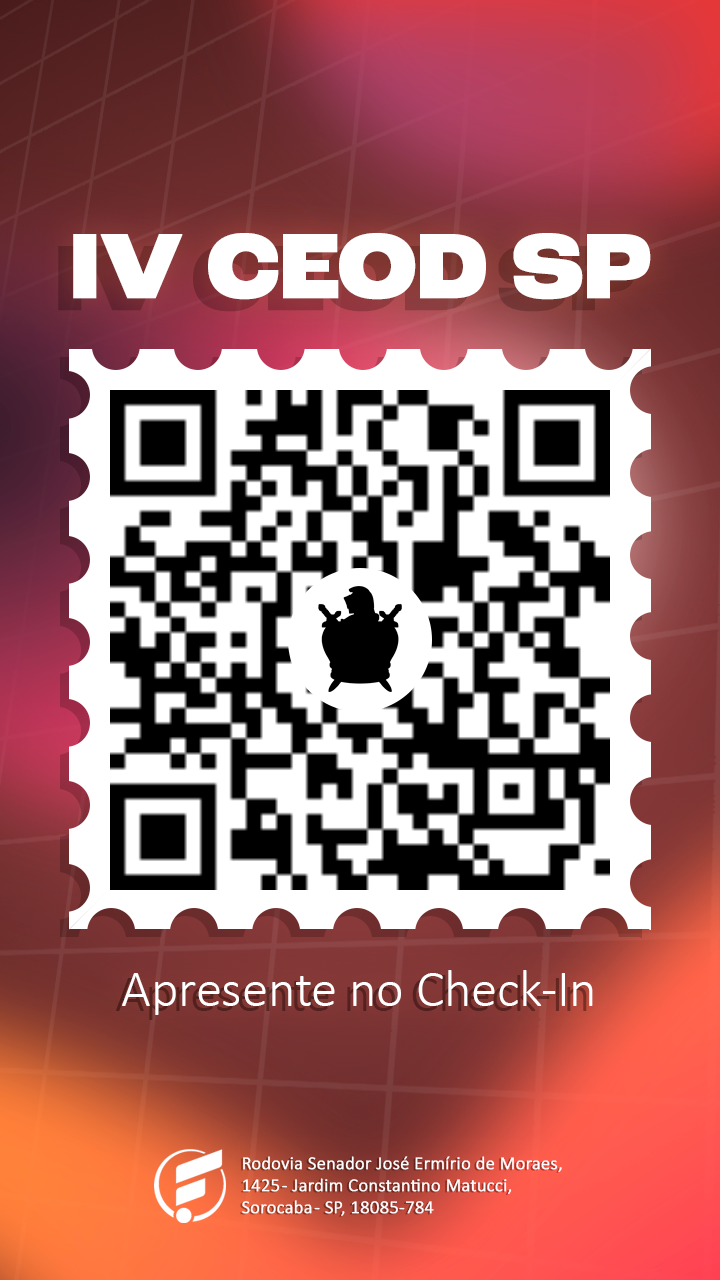 IV CEOD SP
Apresente no Check-In
Rodovia Senador José Ermírio de Moraes,
1425- Jardim Constantino Matucci,
Sorocaba- SP, 18085-784